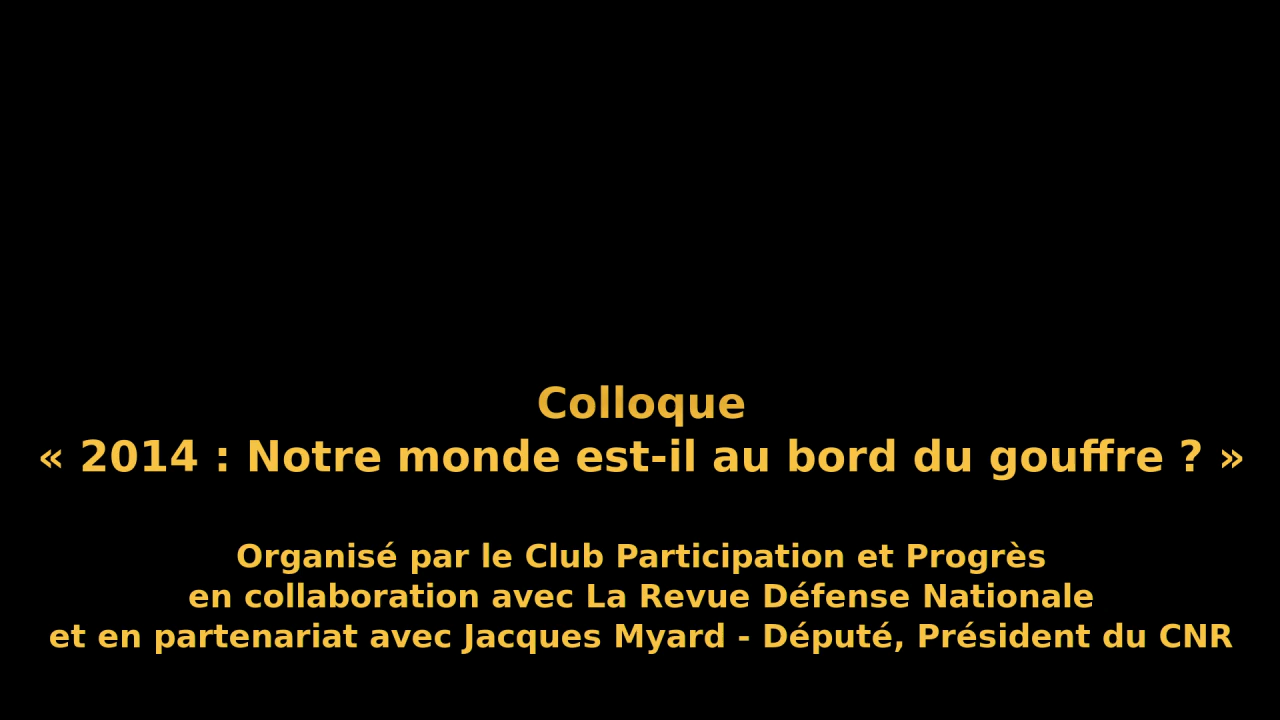 Colloque
« 2014 : Notre monde est-il au bord du gouffre ? »
Organisé par le Club Participation et Progrès
en collaboration avec La Revue Défense Nationale
et en partenariat avec Jacques Myard - Député, Président du CNR